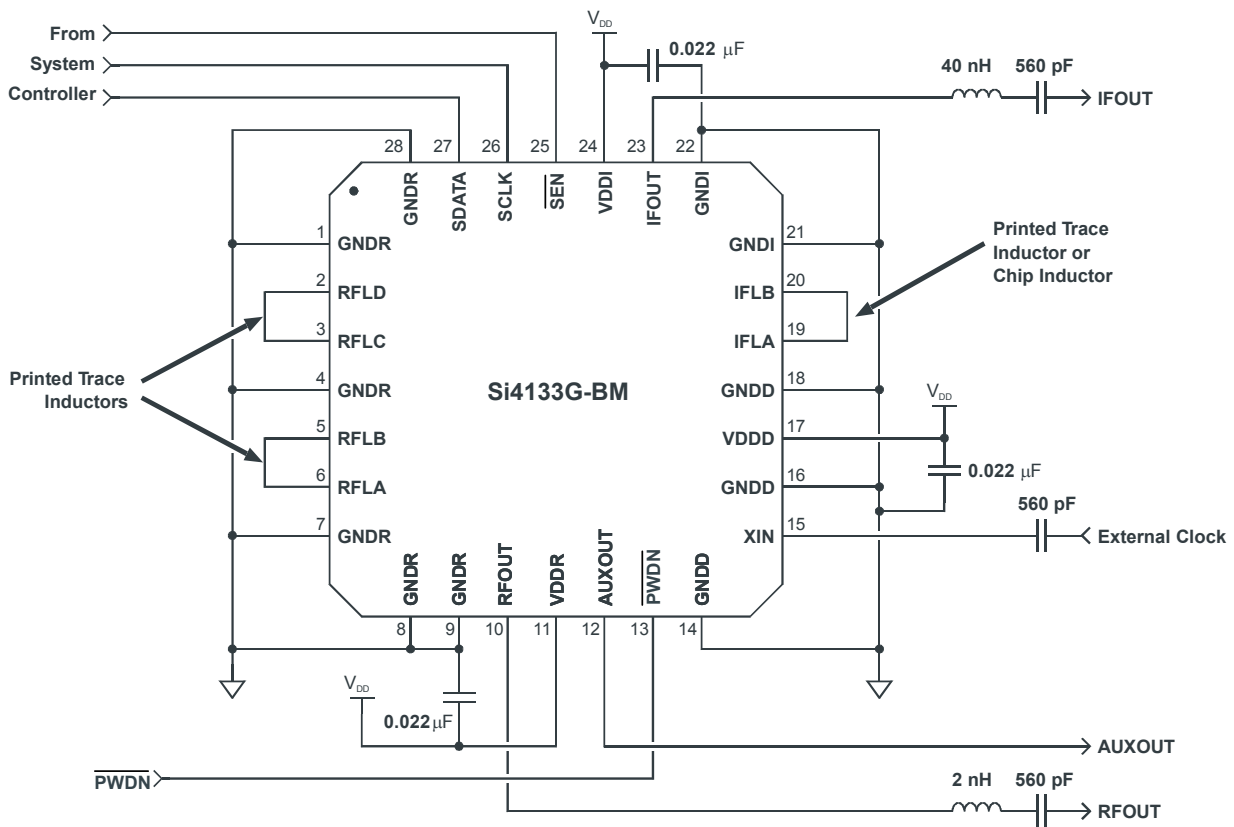 From
System
Controller
V_DD
0.022 μF
40 nH
560 pF
IFOUT
28
27
26
25
24
23
22
GNDR
SDATA
SCLK
SEN
VDDI
IFOUT
GNDI
1
GNDR
2
RFLD
3
RFLC
4
GNDR
5
RFLB
6
RFLA
7
GNDR
Printed Trace
Inductors
Si4133G-BM
GNDI
21
IFLB
20
IFLA
19
GNDD
18
VDDD
17
GNDD
16
XIN
15
Printed Trace
Inductor or
Chip Inductor
V_DD
0.022 μF
560 pF
External Clock
GNDR
GNDR
RFOUT
VDDR
AUXOUT
PWDN
GNDD
8
9
10
11
12
13
14
V_DD
0.022 μF
AUXOUT
PWDN
2 nH
560 pF
RFOUT